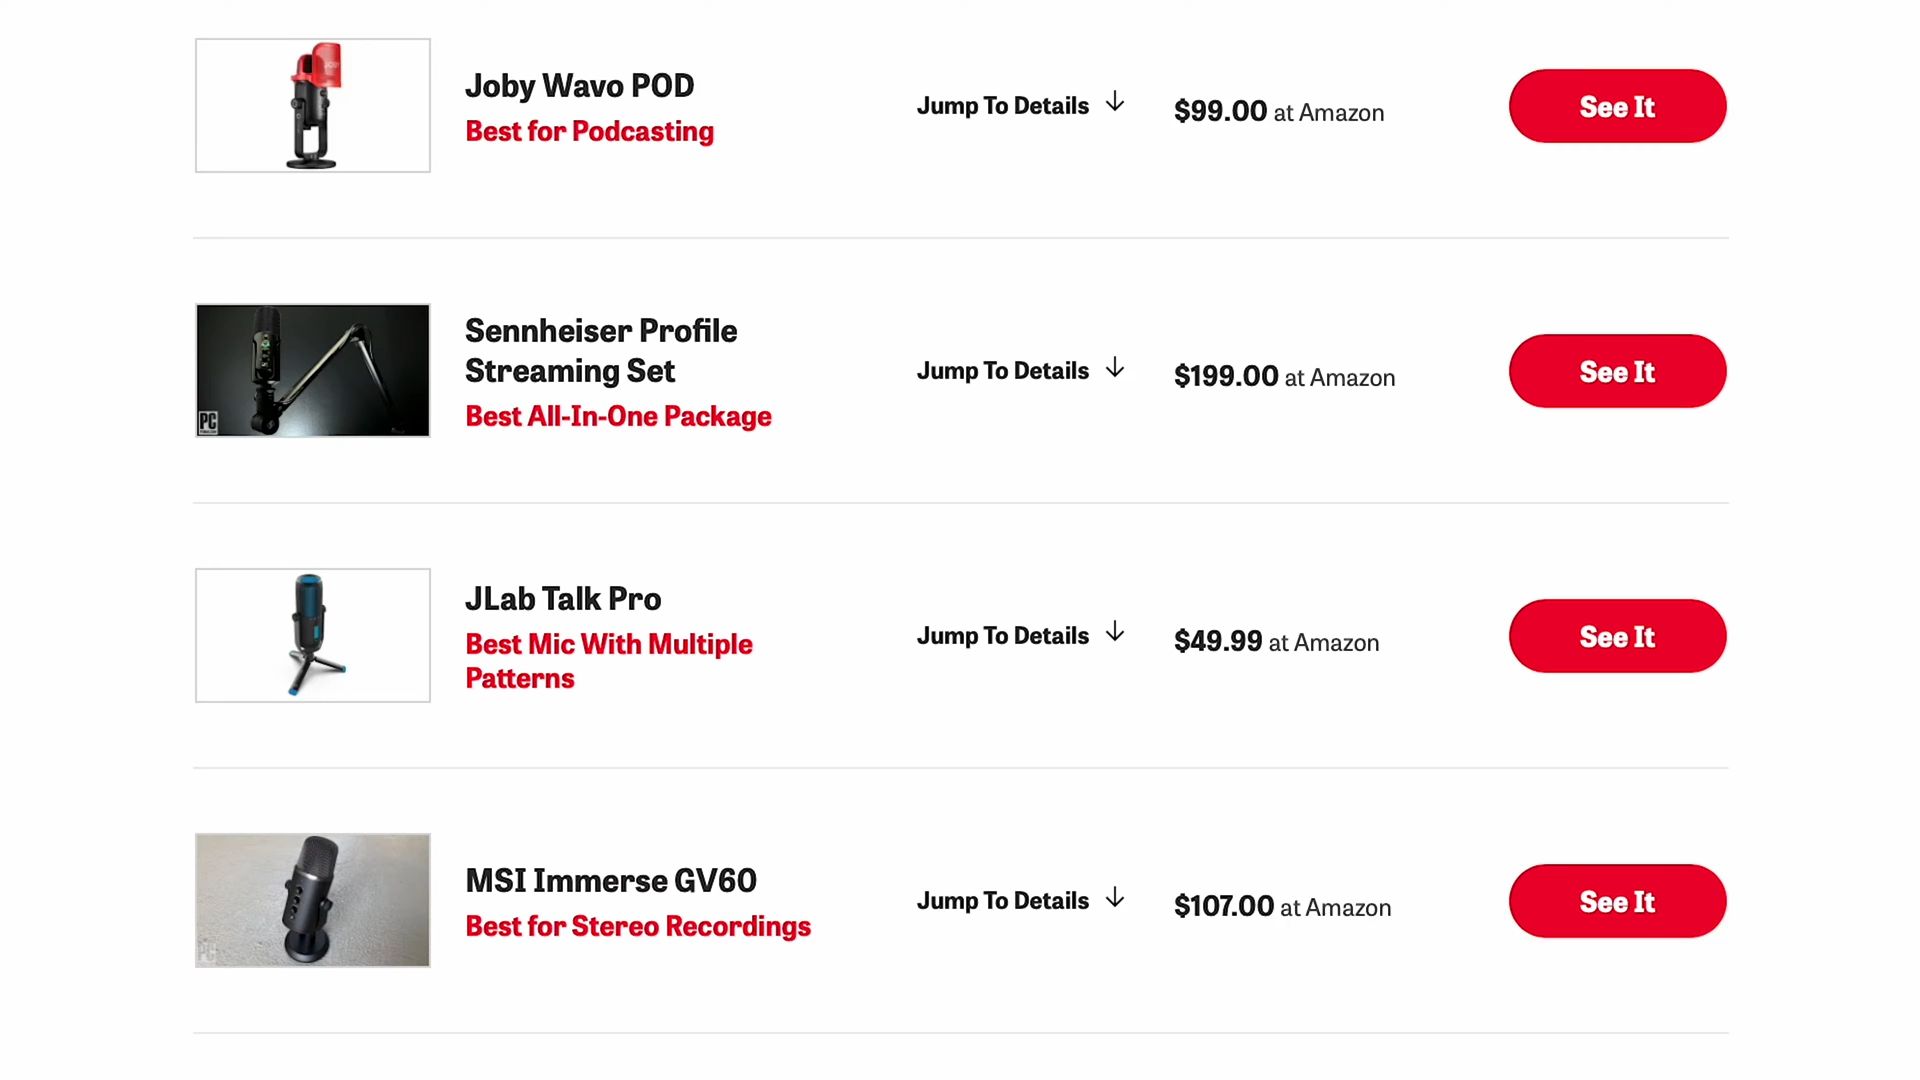 Joby Wavo POD
Best for Podcasting
Jump To Details
$99.00 at Amazon
See It
Sennheiser Profile
Streaming Set
Best All-In-One Package
Jump To Details
$199.00 at Amazon
See It
PC
JLab Talk Pro
Best Mic With Multiple
Patterns
Jump To Details
$49.99 at Amazon
See It
MSI Immerse GV60
Best for Stereo Recordings
Jump To Details
$107.00 at Amazon
See It
PC